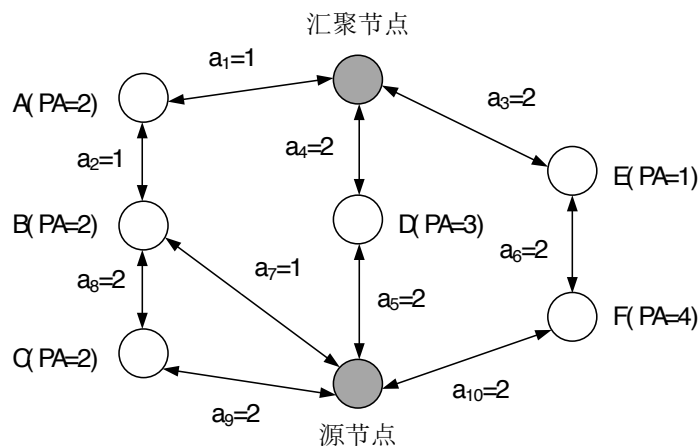 汇聚节点
a₁=1
A(PA=2)
a₃=2
a₂=1
a₄=2
E(PA=1)
B(PA=2)
D(PA=3)
a₆=2
a₈=2
a₇=1
a₅=2
F(PA=4)
C(PA=2)
a₉=2
a₁₀=2
源节点